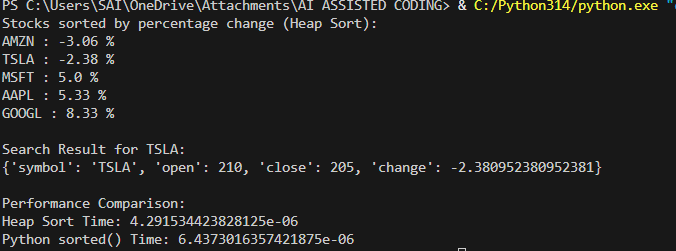 PS C:\Users\SAI\OneDrive\Attachments\AI ASSISTED CODING> & C:/Python314/python.exe "
Stocks sorted by percentage change (Heap Sort):
AMZN : -3.06 %
TSLA : -2.38 %
MSFT : 5.0 %
AAPL : 5.33 %
GOOGL : 8.33 %
Search Result for TSLA:
{'symbol': 'TSLA', 'open': 210, 'close': 205, 'change': -2.380952380952381}
Performance Comparison:
Heap Sort Time: 4.291534423828125e-06
Python sorted() Time: 6.4373016357421875e-06